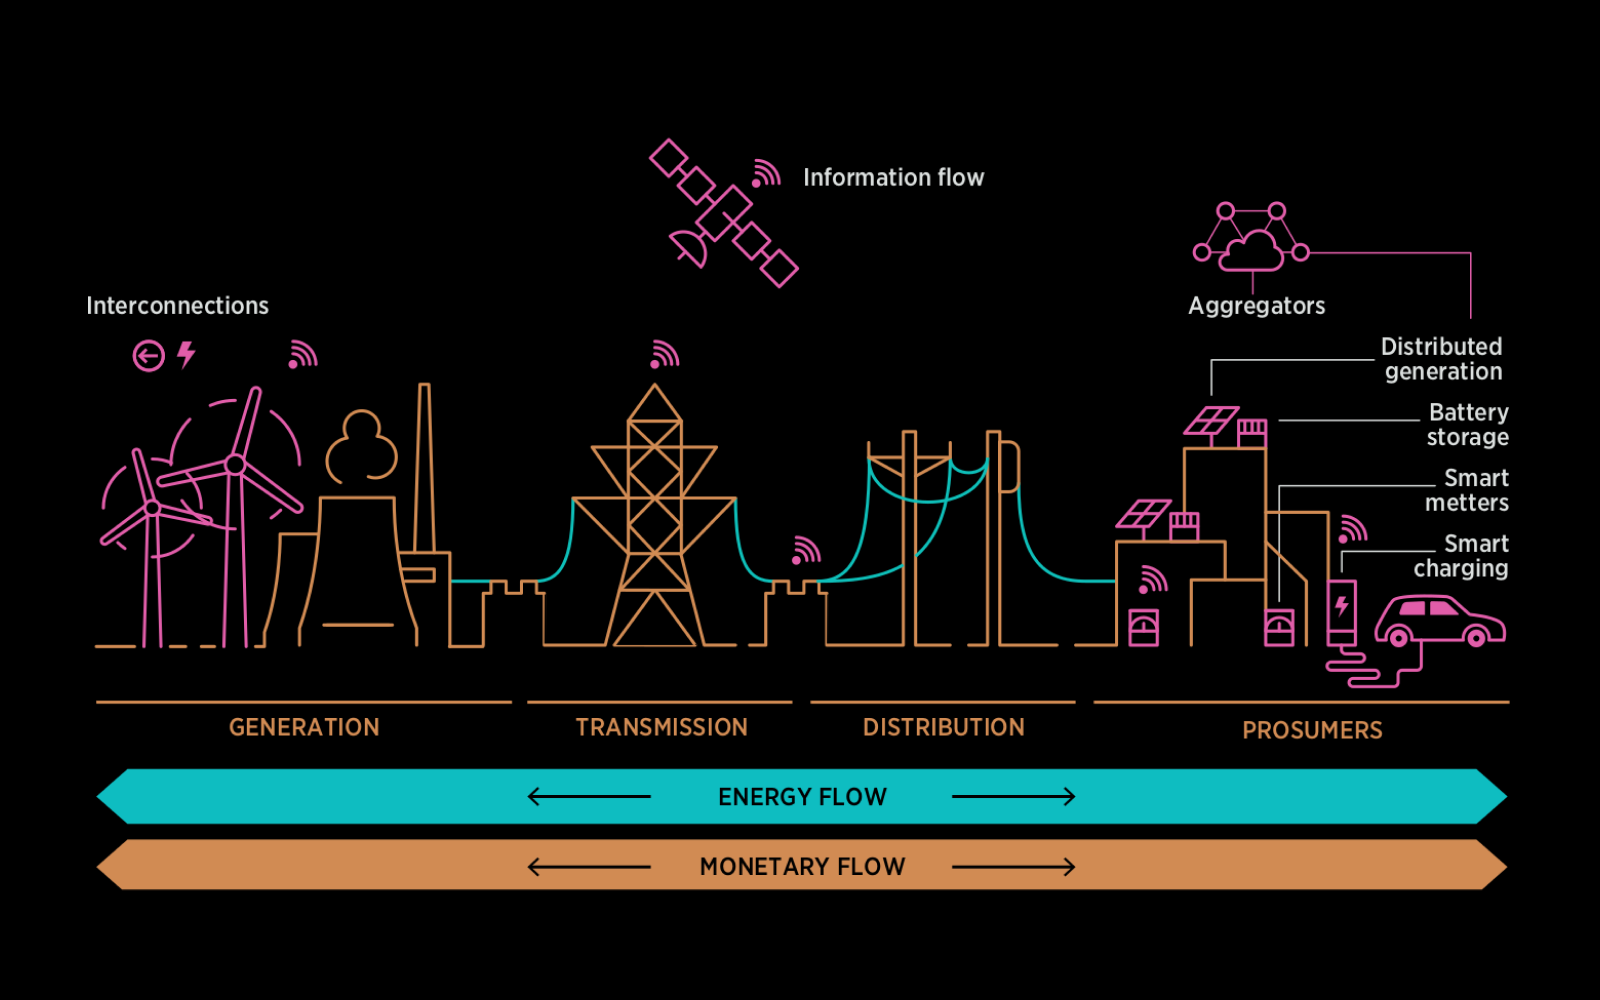 Information flow
Interconnections
Aggregators
Distributed
generation
Battery
storage
Smart
metters
Smart
charging
GENERATION
TRANSMISSION
DISTRIBUTION
PROSUMERS
ENERGY FLOW
MONETARY FLOW